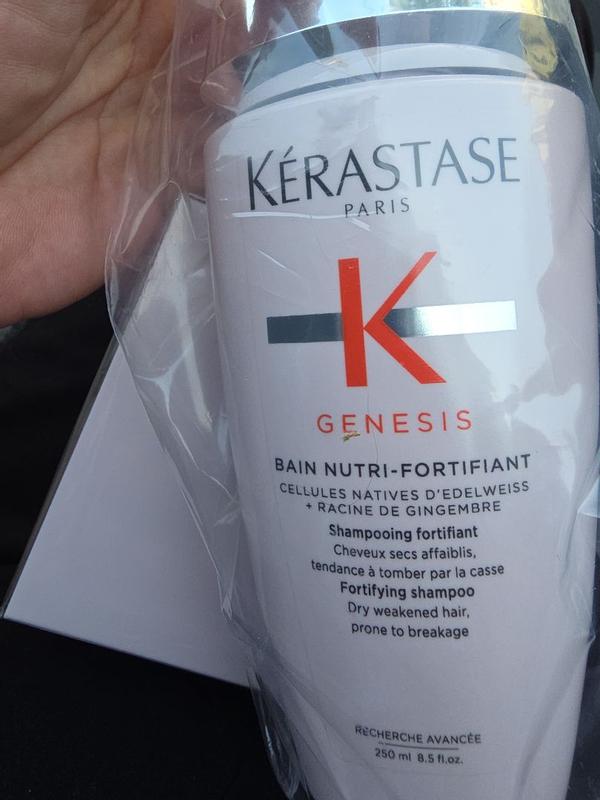 KÉRASTASE
PARIS
K
GENESIS
BAIN NUTRI-FORTIFIANT
CELLULES NATIVES D'EDELWEISS
+ RACINE DE GINGEMBRE
Shampooing fortifiant
Cheveux secs affaiblis,
tendance à tomber par la casse
Fortifying shampoo
Dry weakened hair,
prone to breakage
RECHERCHE AVANCÉE
250 ml 8.5 fl.oz.